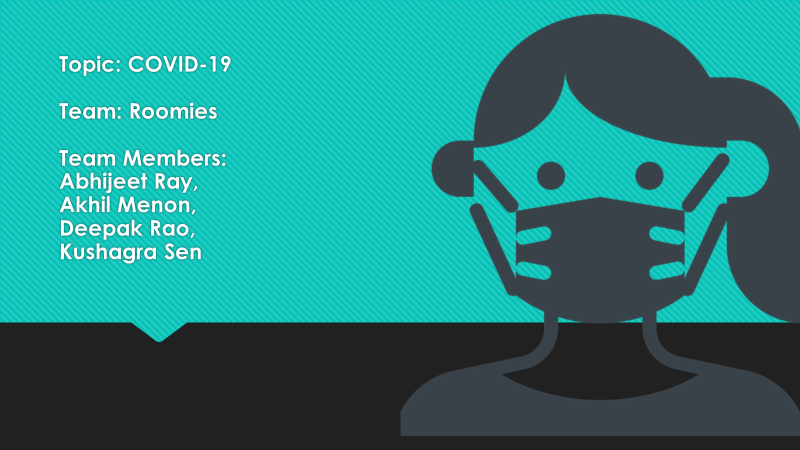 Topic: COVID-19
Team: Roomies
Team Members:
Abhijeet Ray,
Akhil Menon,
Deepak Rao,
Kushagra Sen